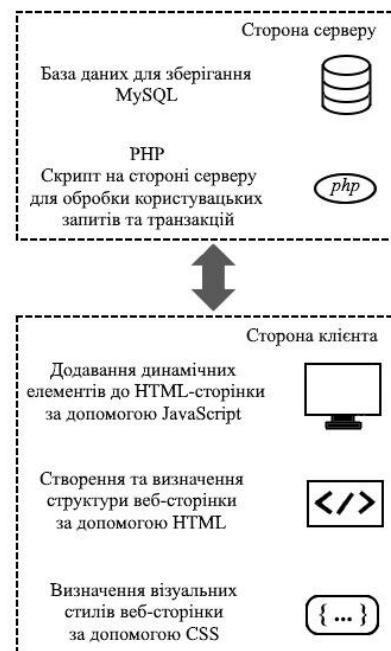 Сторона серверу
База даних для зберігання
MySQL
PHP
Скрипт на стороні серверу
для обробки користувацьких
запитів та транзакцій
php
Сторона клієнта
Додавання динамічних
елементів до HTML-сторінки
за допомогою JavaScript
Створення та визначення
структури веб-сторінки
за допомогою HTML
</>
Визначення візуальних
стилів веб-сторінки
за допомогою CSS
{ ... }